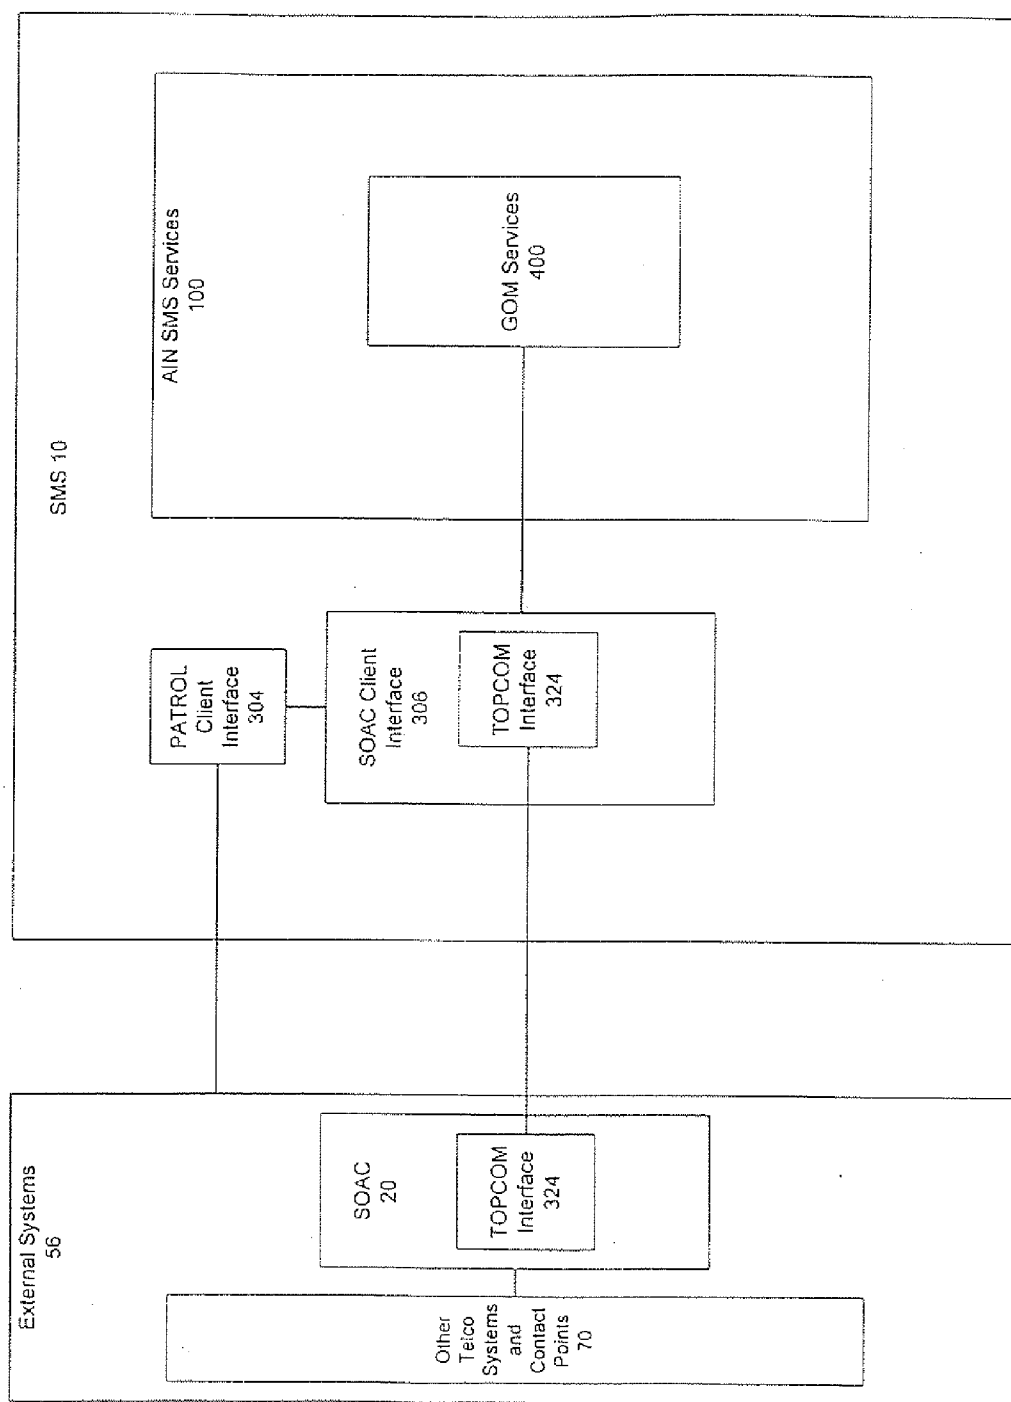 External Systems
56
Other
Telco
Systems
and
Contact
Points
70
SOAC
20
TOPCOM
Interface
324
SMS 10
PATROL
Client
Interface
304
SOAC Client
Interface
306
TOPCOM
Interface
324
AIN SMS Services
100
GOM Services
400